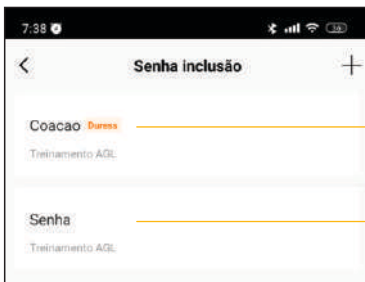 7:38
Senha inclusão
Coacao Duress
Treinamento AGL
Senha
Treinamento AGL